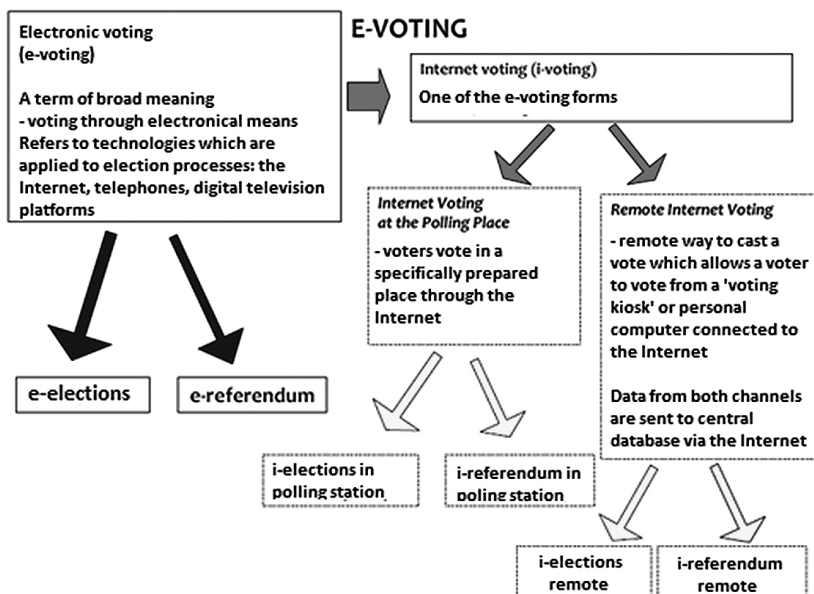 E-VOTING
Electronic voting
(e-voting)
A term of broad meaning
- voting through electronical means
Refers to technologies which are
applied to election processes: the
Internet, telephones, digital television
platforms
Internet voting (i-voting)
One of the e-voting forms
Internet Voting
at the Polling Place
- voters vote in a
specifically prepared
place through the
Internet
Remote Internet Voting
- remote way to cast a
vote which allows a voter
to vote from a 'voting
kiosk' or personal
computer connected to
the Internet
Data from both channels
are sent to central
database via the Internet
e-elections
e-referendum
i-elections in
polling station
i-referendum in
poling station
i-elections
remote
i-referendum
remote